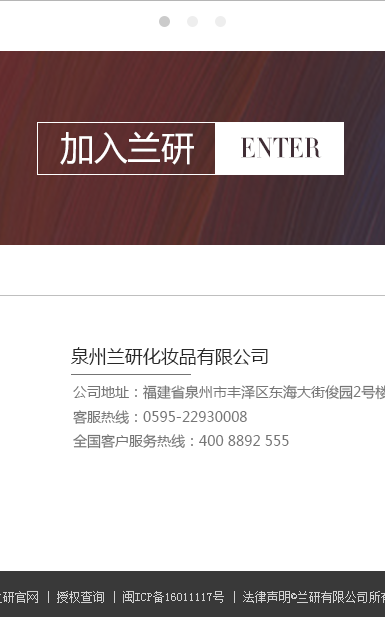 加入兰研 ENTER
泉州兰研化妆品有限公司
公司地址：福建省泉州市丰泽区东海大街俊园2号楼
客服热线：0595-22930008
全国客户服务热线：400 8892 555
研官网 | 授权查询 | 闽ICP备16011117号 | 法律声明©兰研有限公司所有